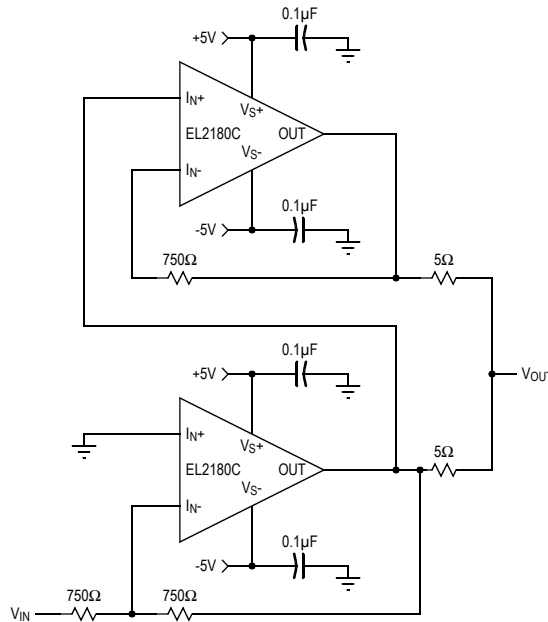 0.1µF
+5V
IN+
VS+
EL2180C OUT
VS-
IN-
0.1µF
-5V
750Ω 5Ω
0.1µF
+5V
VOUT
IN+
VS+
5Ω
EL2180C OUT
VS-
IN-
0.1µF
-5V
750Ω 750Ω
VIN